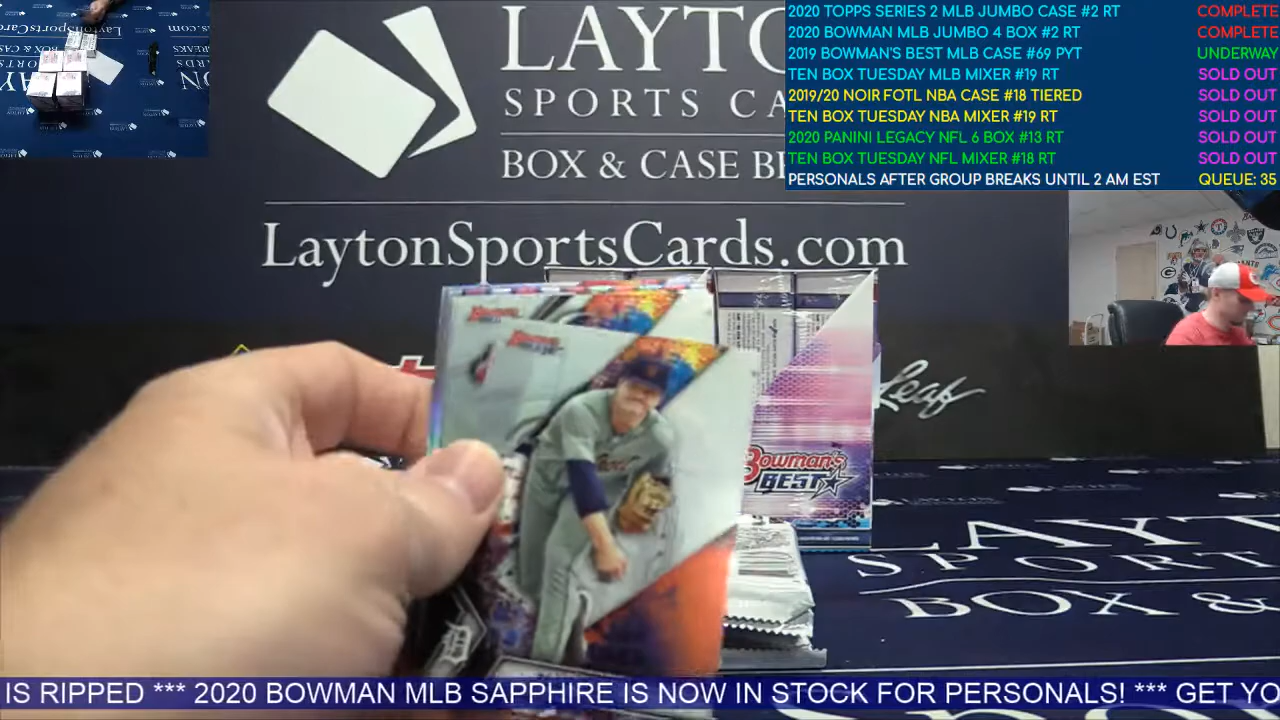 2020 TOPPS SERIES 2 MLB JUMBO CASE #2 RT COMPLETE
2020 BOWMAN MLB JUMBO 4 BOX #2 RT COMPLETE
2019 BOWMAN'S BEST MLB CASE #69 PYT UNDERWAY
TEN BOX TUESDAY MLB MIXER #19 RT SOLD OUT
2019/20 NOIR FOTL NBA CASE #18 TIERED SOLD OUT
TEN BOX TUESDAY NBA MIXER #19 RT SOLD OUT
2020 PANINI LEGACY NFL 6 BOX #13 RT SOLD OUT
TEN BOX TUESDAY NFL MIXER #18 RT SOLD OUT
PERSONALS AFTER GROUP BREAKS UNTIL 2 AM EST QUEUE: 35
LAYTO
SPORTS CA
BOX & CASE BR
LaytonSportsCards.com
Leaf
Bowman's
BEST
LAYT
SPORT
BOX &
IS RIPPED *** 2020 BOWMAN MLB SAPPHIRE IS NOW IN STOCK FOR PERSONALS! *** GET YO